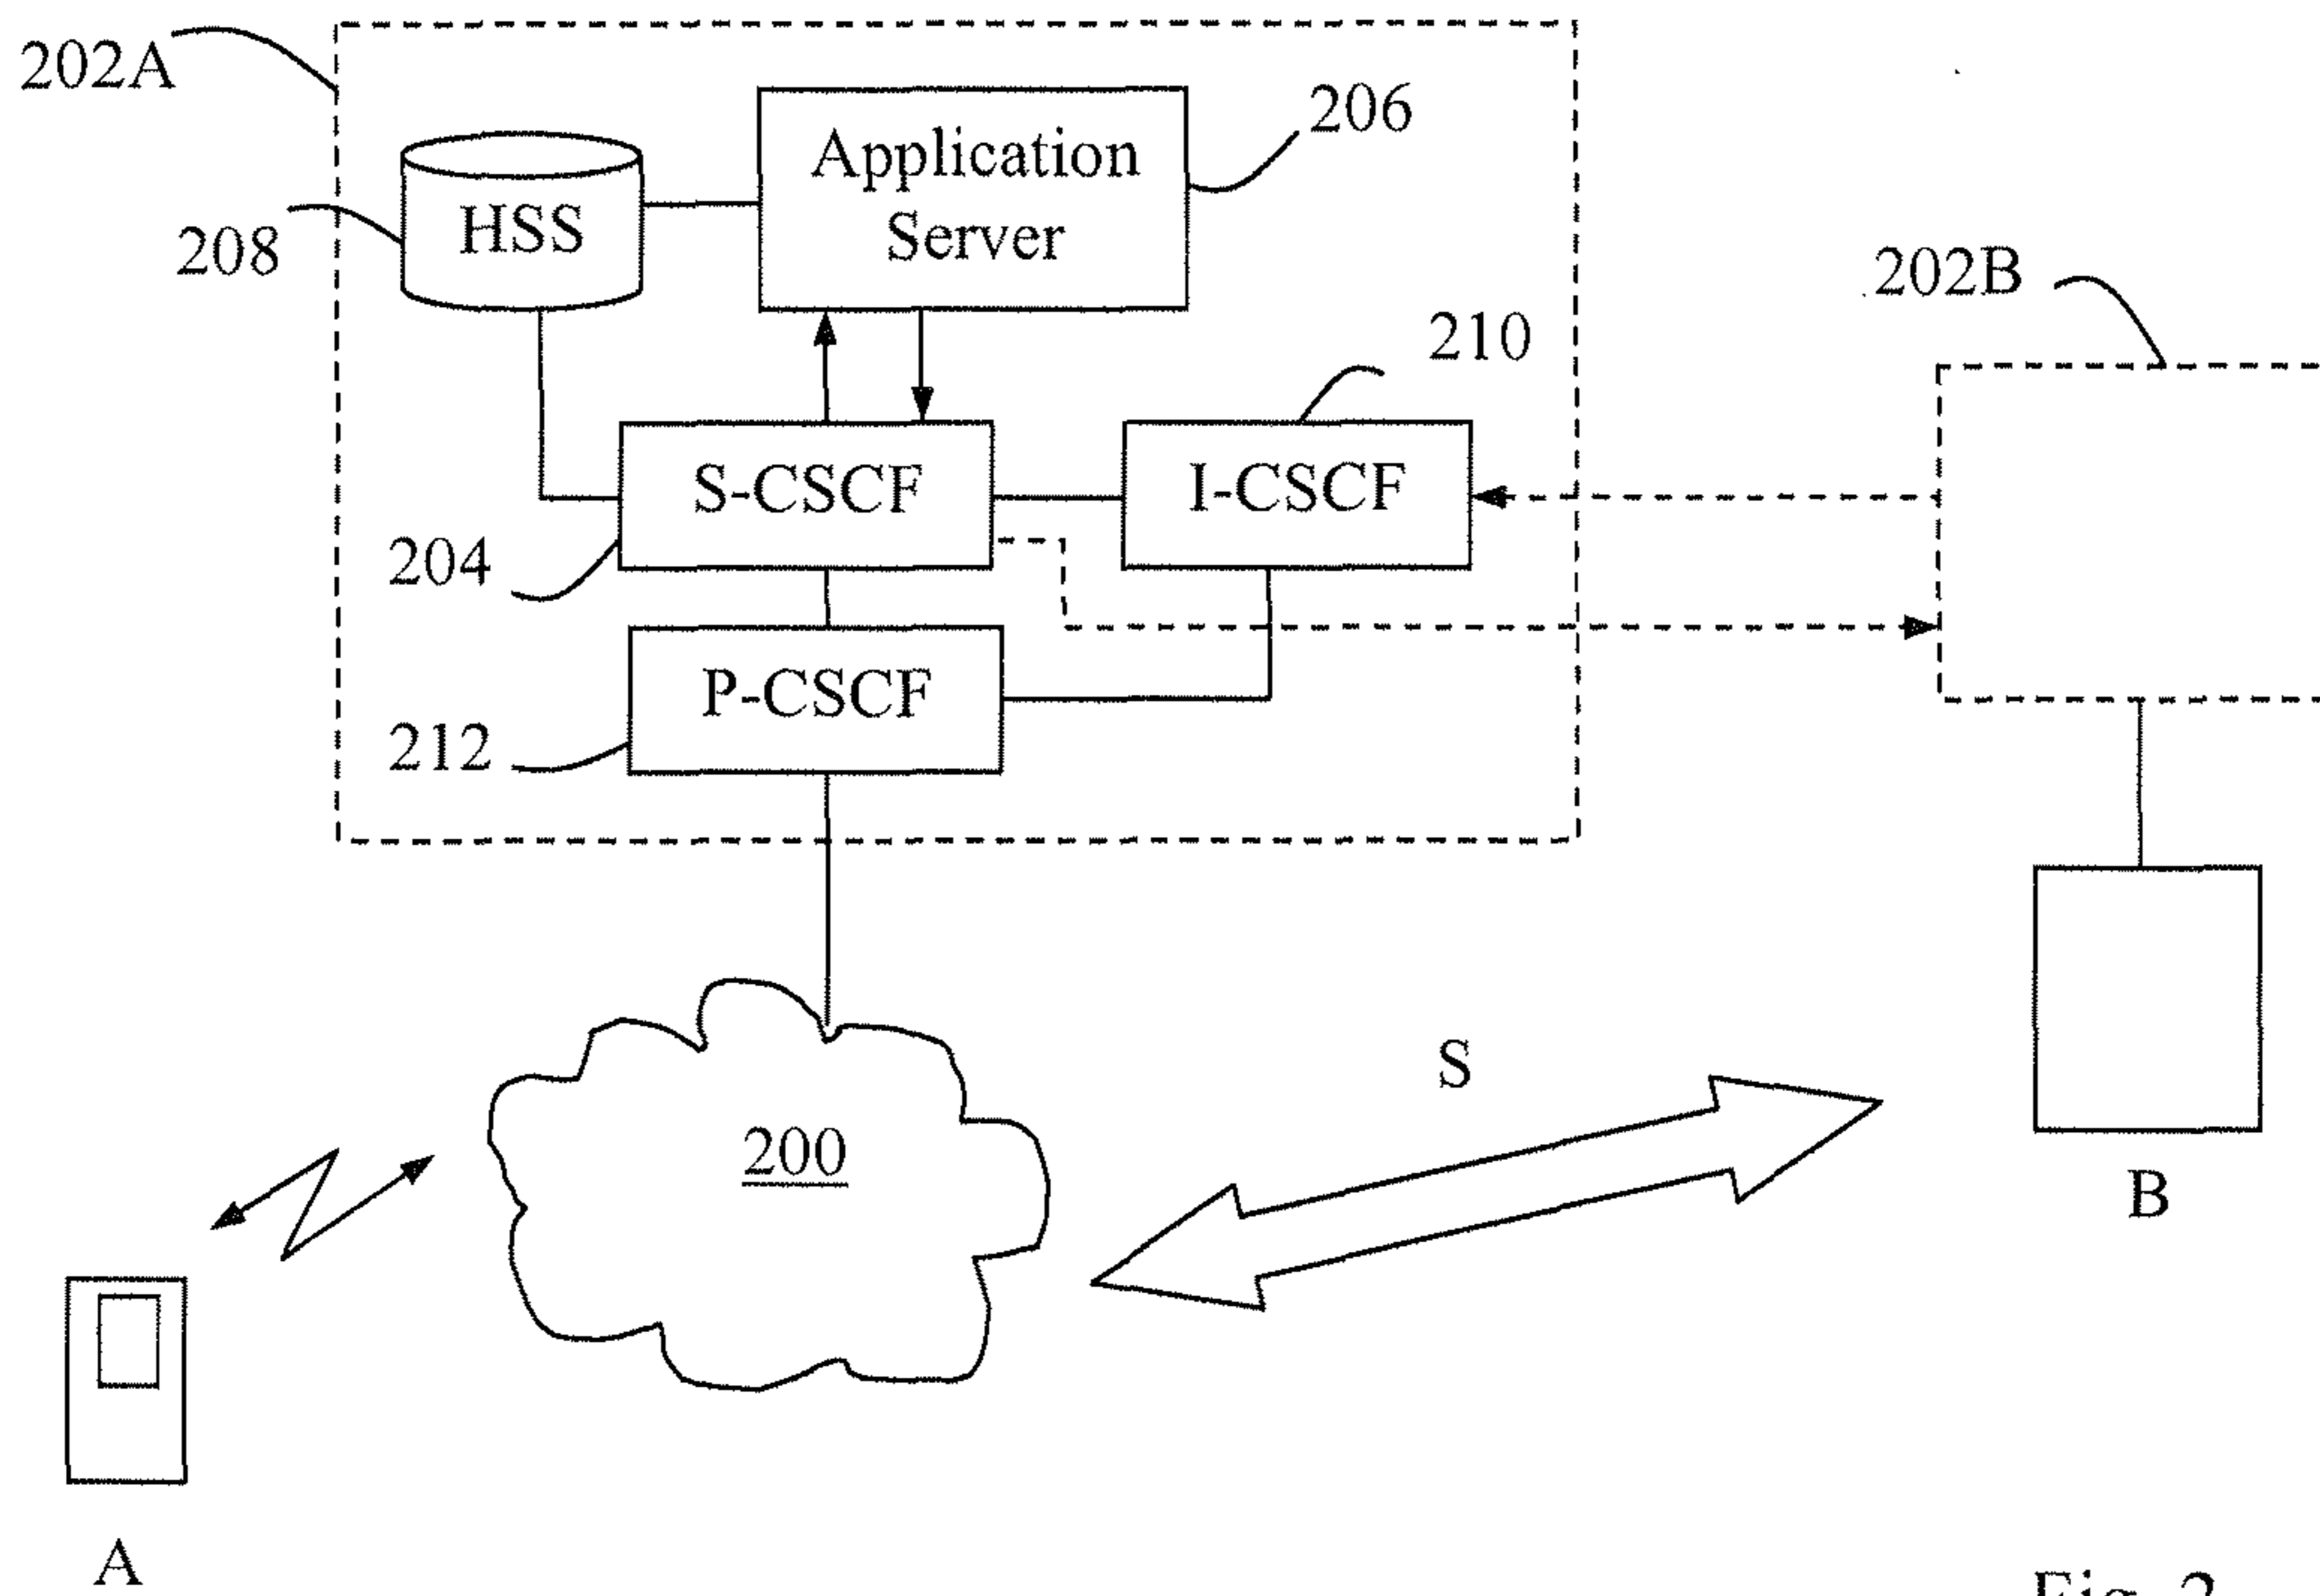 202A
206
Application
Server
HSS
208
202B
210
S-CSCF
I-CSCF
204
P-CSCF
212
S
200
B
A